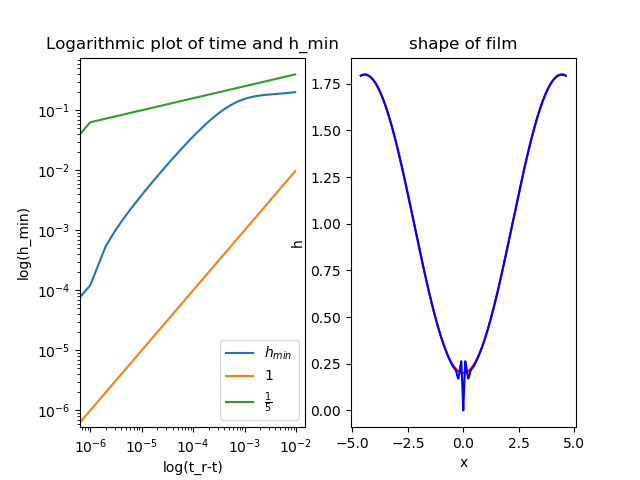 Logarithmic plot of time and h_min
log(h_min)
10⁻¹
10⁻²
10⁻³
10⁻⁴
10⁻⁵
10⁻⁶
10⁻⁶ 10⁻⁵ 10⁻⁴ 10⁻³ 10⁻²
log(t_r-t)
h_min
1
1/5
shape of film
h
1.75
1.50
1.25
1.00
0.75
0.50
0.25
0.00
−5.0 −2.5 0.0 2.5 5.0
x